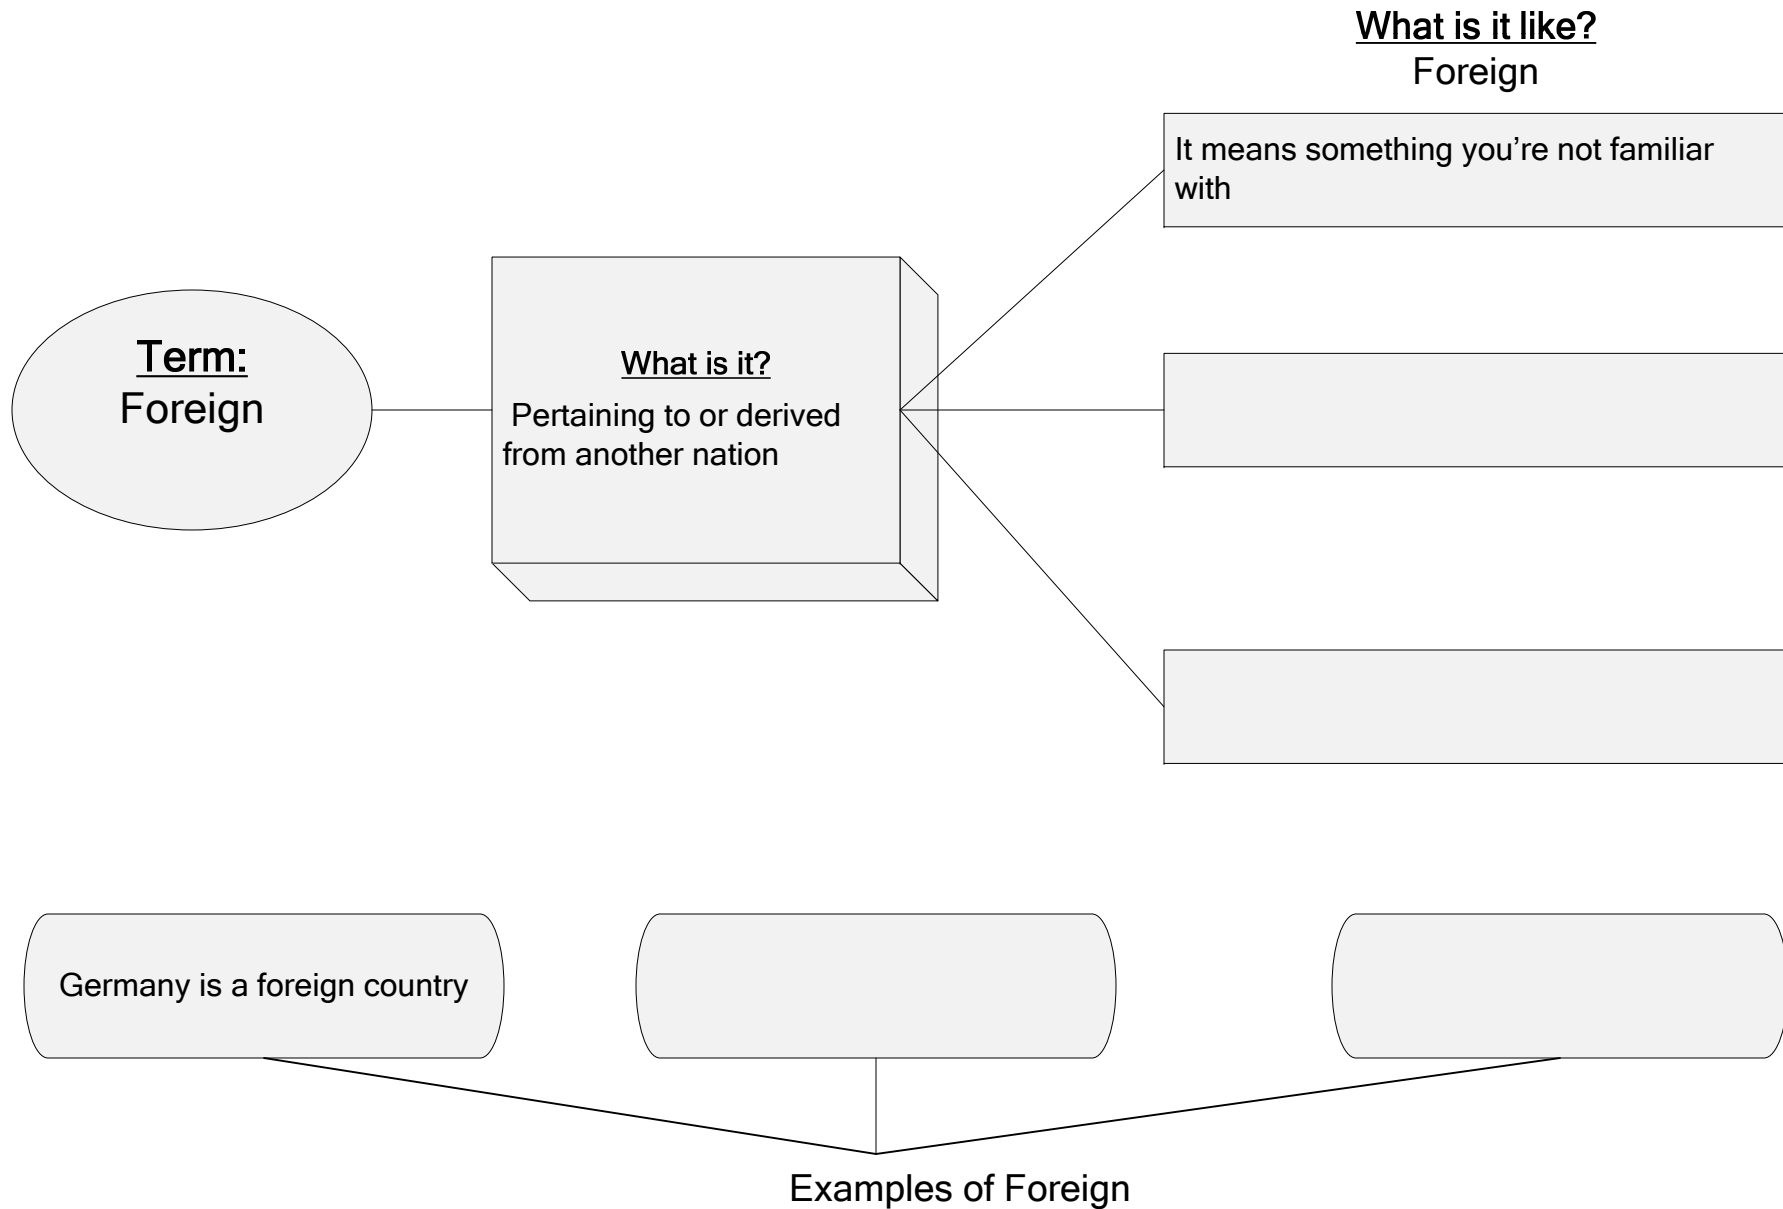 What is it like?
Foreign
It means something you're not familiar
with
Term:
Foreign
What is it?
Pertaining to or derived
from another nation
Germany is a foreign country
Examples of Foreign